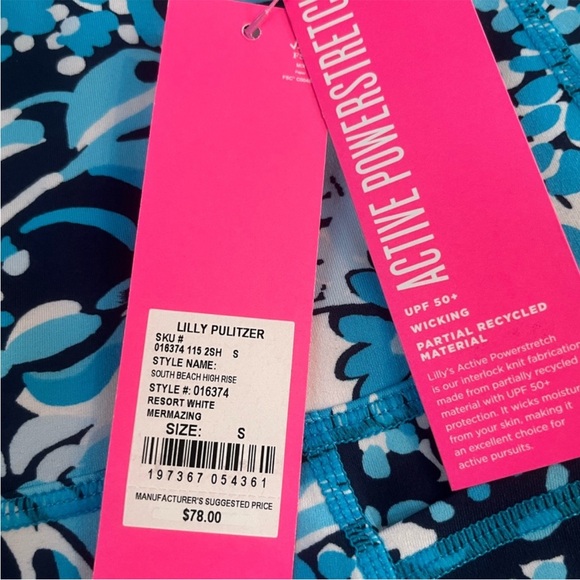 LILLY PULITZER
SKU #
016374 115 2SH S
STYLE NAME:
SOUTH BEACH HIGH RISE
STYLE #: 016374
RESORT WHITE
MERMAZING
SIZE: S
197367 054361
MANUFACTURER'S SUGGESTED PRICE
$78.00
ACTIVE POWERSTRETCH
UPF 50+
WICKING
PARTIAL RECYCLED
MATERIAL
Lilly's Active Powerstretch
is our interlock knit fabrication
made from partially recycled
material with UPF 50+
protection. It wicks moisture
from your skin, making it
an excellent choice for
active pursuits.